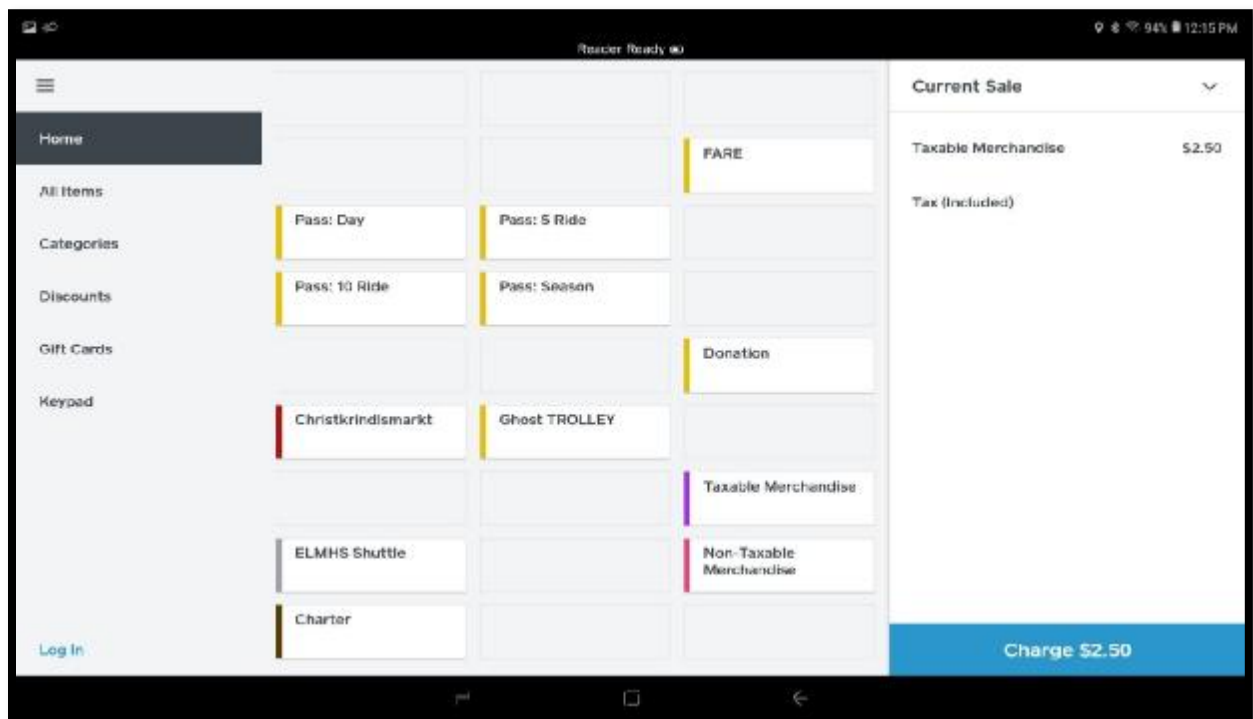 94% 12:15 PM
Reader Ready
Home
All Items
Categories
Discounts
Gift Cards
Keypad
Log In
FARE
Pass: Day
Pass: 5 Ride
Pass: 10 Ride
Pass: Season
Donation
Christkrindlsmarkt
Ghost TROLLEY
Taxable Merchandise
ELMHS Shuttle
Non-Taxable
Merchandise
Charter
Current Sale
Taxable Merchandise $2.50
Tax (Included)
Charge $2.50